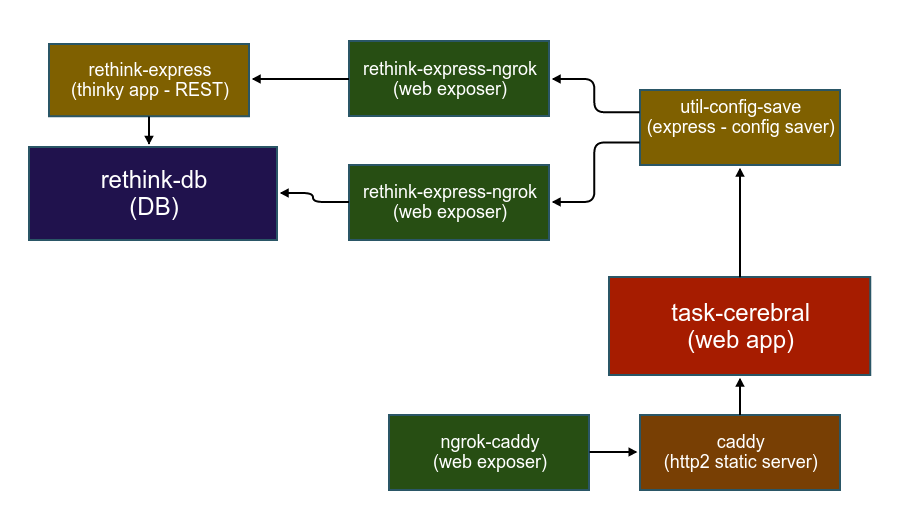 rethink-express
(thinky app - REST)
rethink-express-ngrok
(web exposer)
util-config-save
(express - config saver)
rethink-db
(DB)
rethink-express-ngrok
(web exposer)
task-cerebral
(web app)
ngrok-caddy
(web exposer)
caddy
(http2 static server)